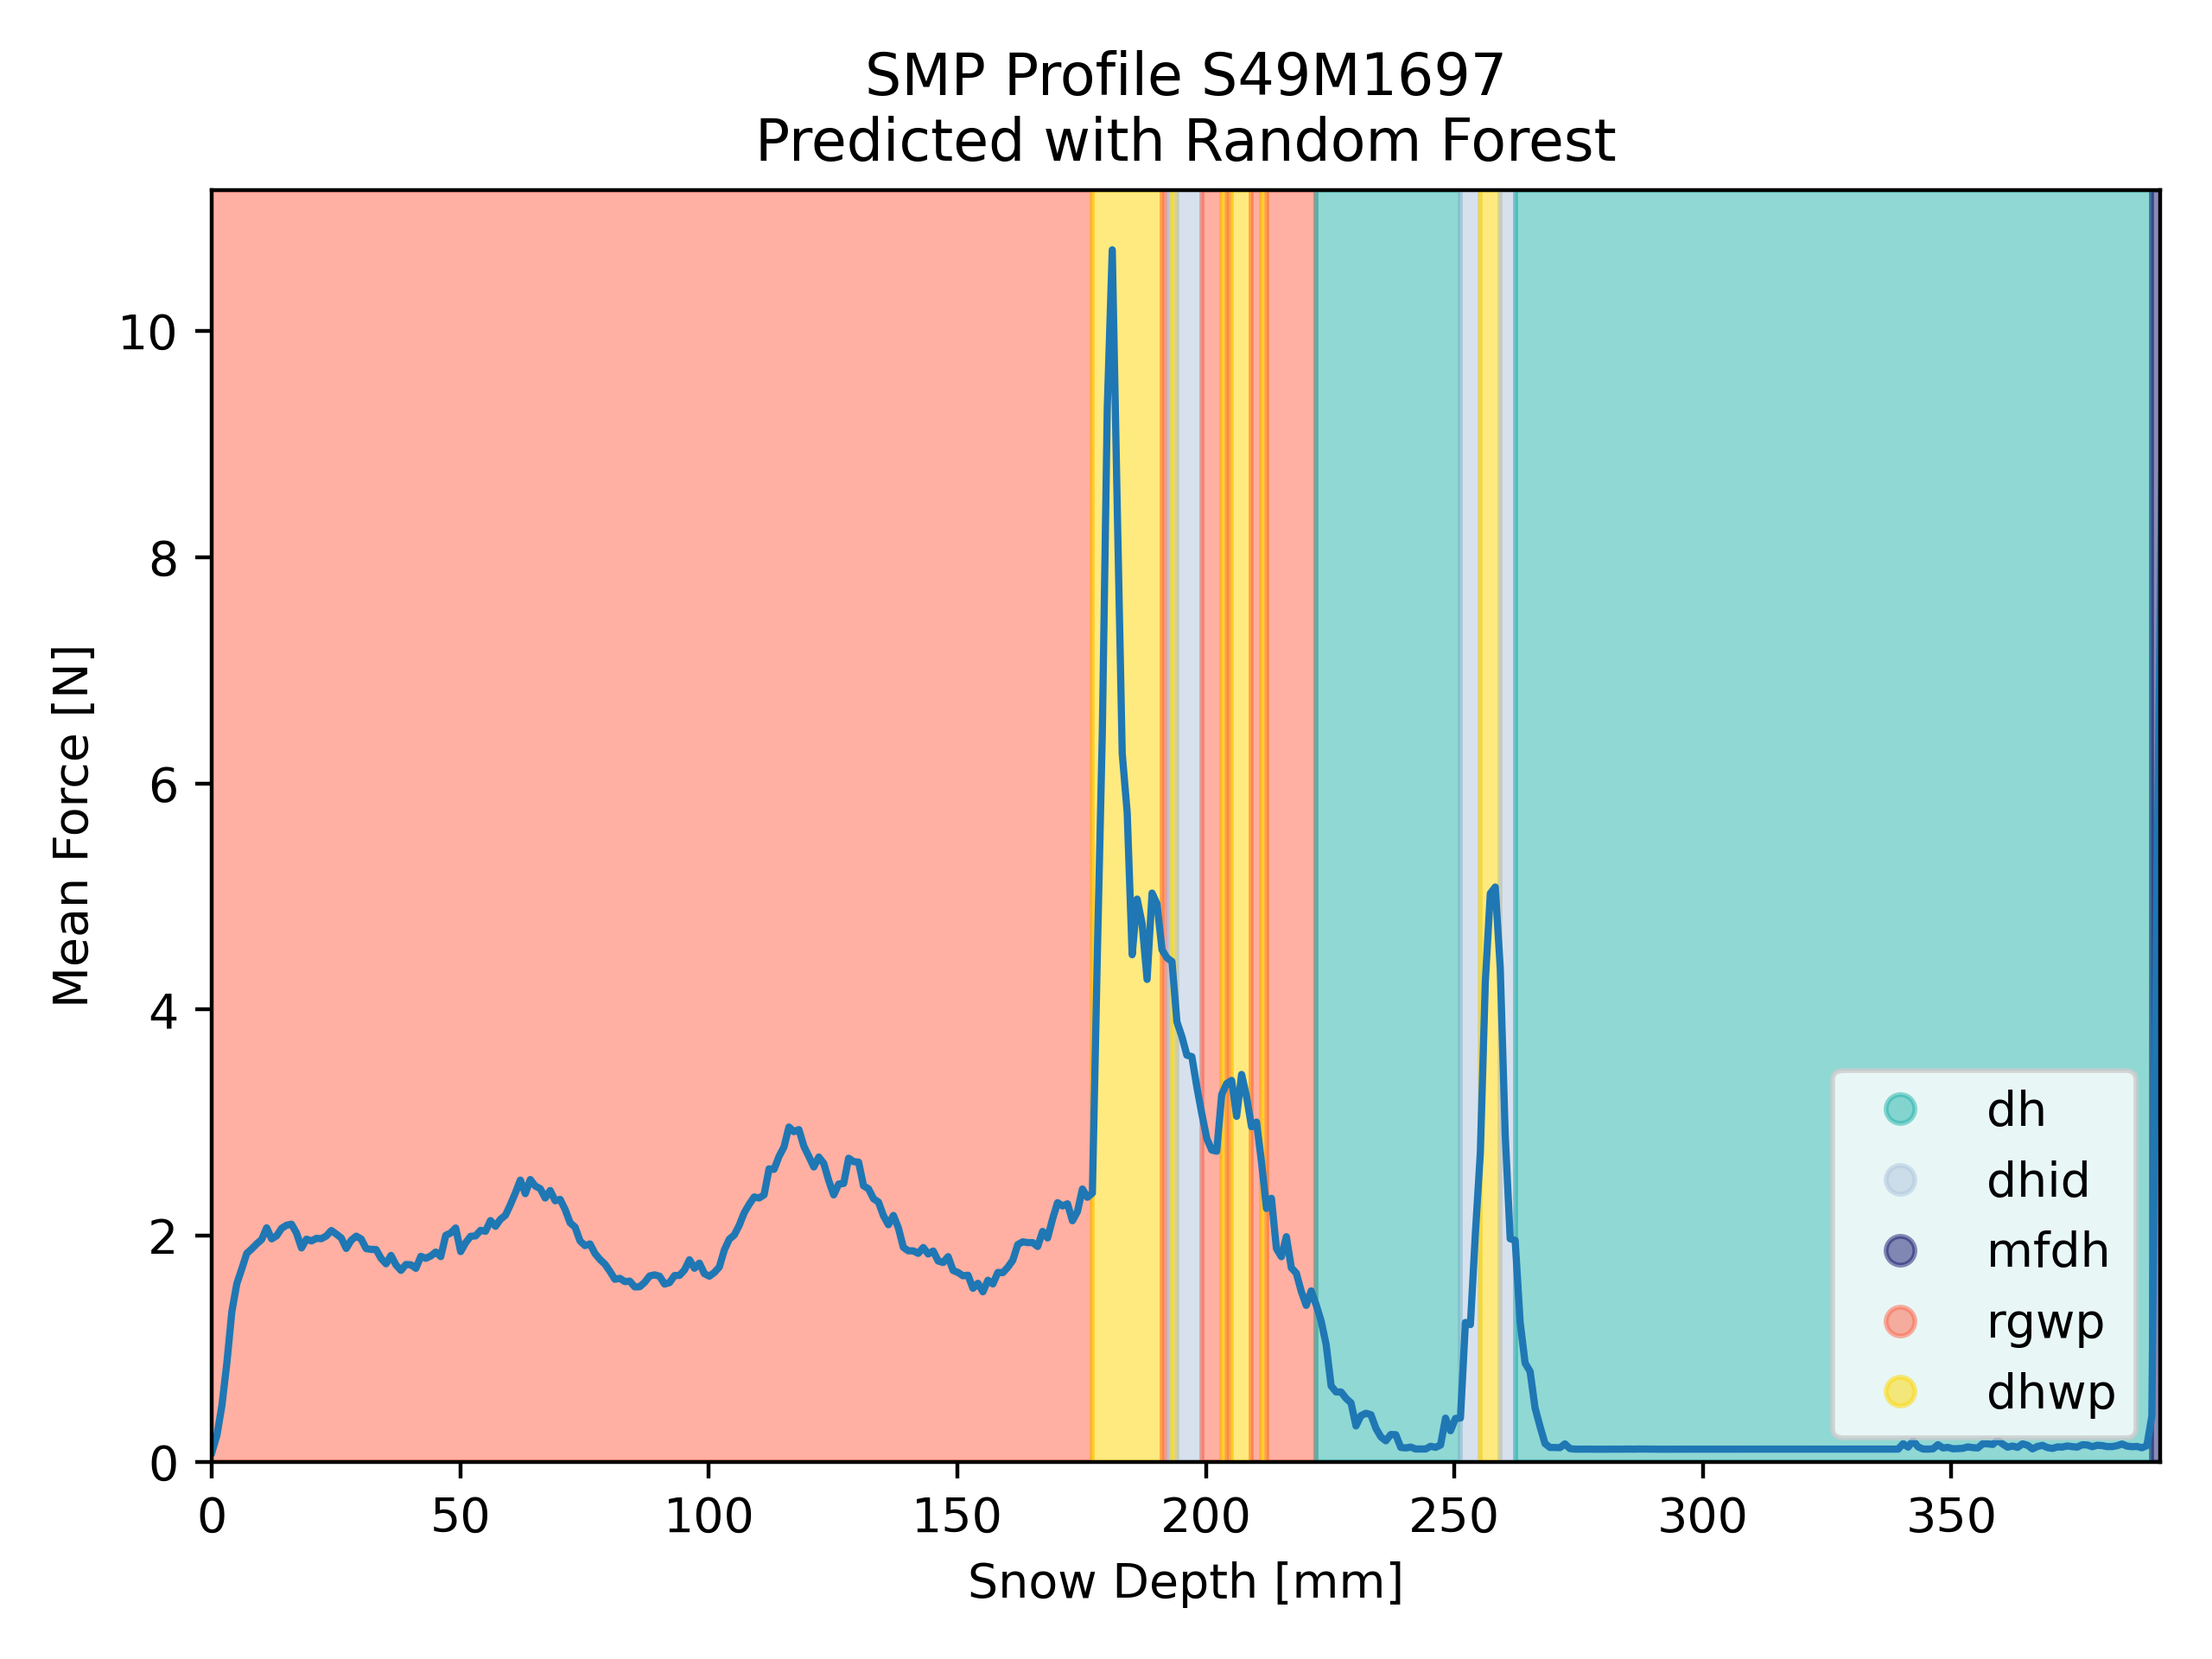 SMP Profile S49M1697
Predicted with Random Forest
Mean Force [N]
10
8
6
4
2
0
0 50 100 150 200 250 300 350
Snow Depth [mm]
dh
dhid
mfdh
rgwp
dhwp